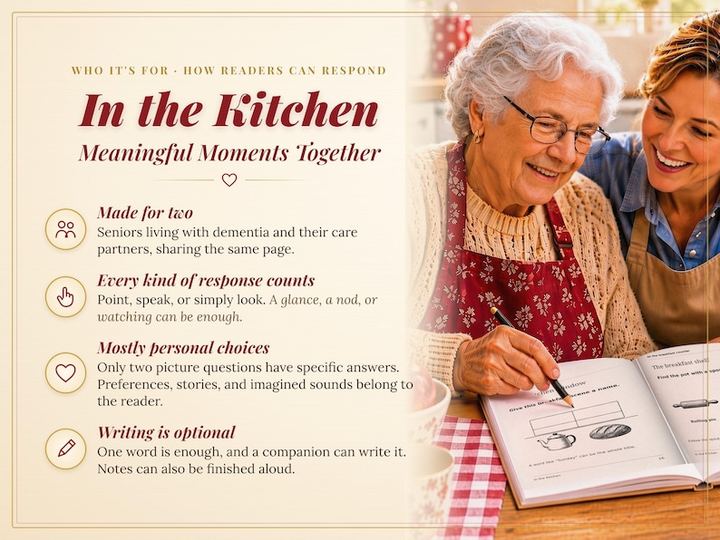 WHO IT'S FOR · HOW READERS CAN RESPOND
In the Kitchen
Meaningful Moments Together
Made for two
Seniors living with dementia and their care
partners, sharing the same page.
Every kind of response counts
Point, speak, or simply look. A glance, a nod, or
watching can be enough.
Mostly personal choices
Only two picture questions have specific answers.
Preferences, stories, and imagined sounds belong to
the reader.
Writing is optional
One word is enough, and a companion can write it.
Notes can also be finished aloud.
window
Give this scene a name.
The breakfast
Find the pot with a
Rolling